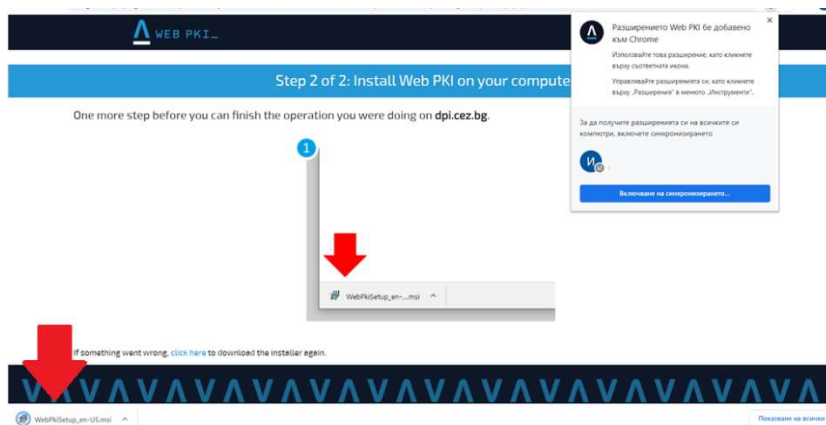 WEB PKI_
Разширението Web PKI бе добавено
към Chrome
Използвайте това разширение, като кликнете
върху съответната икона.
Управлявайте разширенията си, като кликнете
върху „Разширения" в менюто „Инструменти".
За да получите разширенията си на всичките си
компютри, включете синхронизирането
И
Включване на синхронизирането...
Step 2 of 2: Install Web PKI on your compute
One more step before you can finish the operation you were doing on dpi.cez.bg.
1
WebPkiSetup_en-....msi
If something went wrong, click here to download the installer again.
WebPkiSetup_en-US.msi
Показване на всички